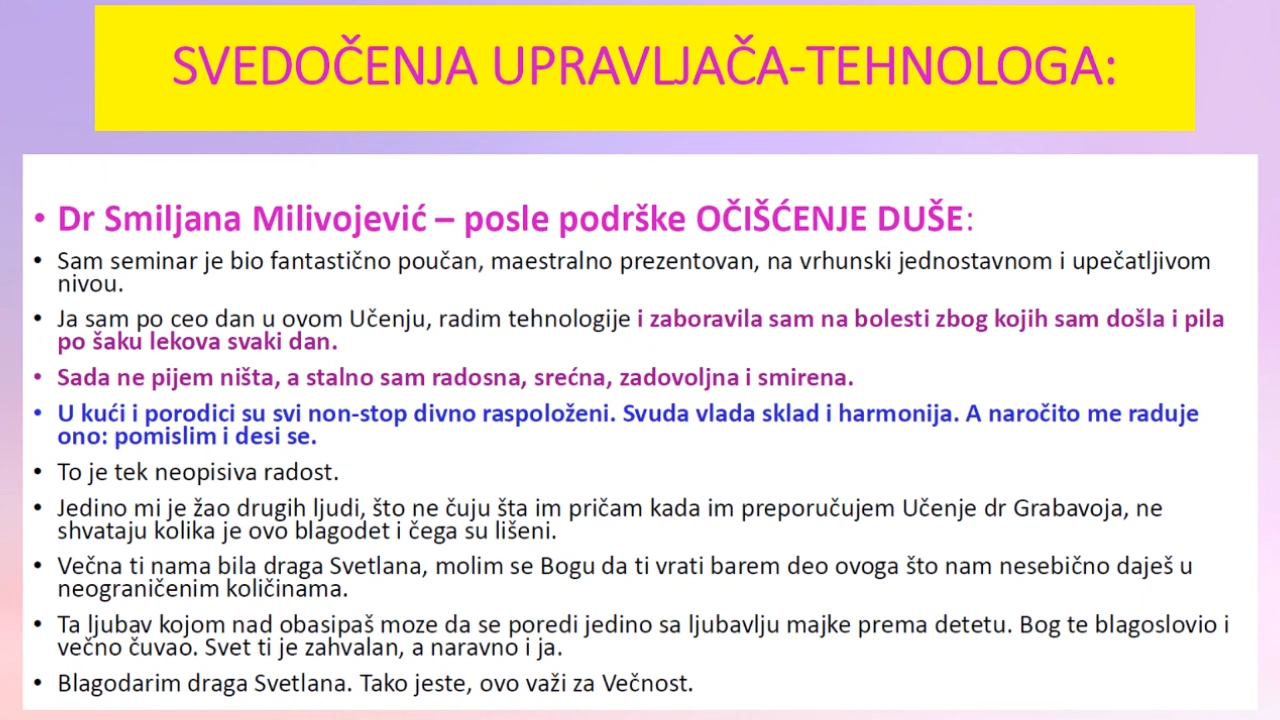 SVEDOČENJA UPRAVLJAČA-TEHNOLOGA:
• Dr Smiljana Milivojević – posle podrške OČIŠĆENJE DUŠE:
• Sam seminar je bio fantastično poučan, maestralno prezentovan, na vrhunski jednostavnom i upečatljivom
nivou.
• Ja sam po ceo dan u ovom Učenju, radim tehnologije i zaboravila sam na bolesti zbog kojih sam došla i pila
po šaku lekova svaki dan.
• Sada ne pijem ništa, a stalno sam radosna, srećna, zadovoljna i smirena.
• U kući i porodici su svi non-stop divno raspoloženi. Svuda vlada sklad i harmonija. A naročito me raduje
ono: pomislim i desi se.
• To je tek neopisiva radost.
• Jedino mi je žao drugih ljudi, što ne čuju šta im pričam kada im preporučujem Učenje dr Grabavoja, ne
shvataju kolika je ovo blagodet i čega su lišeni.
• Večna ti nama bila draga Svetlana, molim se Bogu da ti vrati barem deo ovoga što nam nesebično daješ u
neograničenim količinama.
• Ta ljubav kojom nad obasipaš moze da se poredi jedino sa ljubavlju majke prema detetu. Bog te blagoslovio i
večno čuvao. Svet ti je zahvalan, a naravno i ja.
• Blagodarim draga Svetlana. Tako jeste, ovo važi za Večnost.